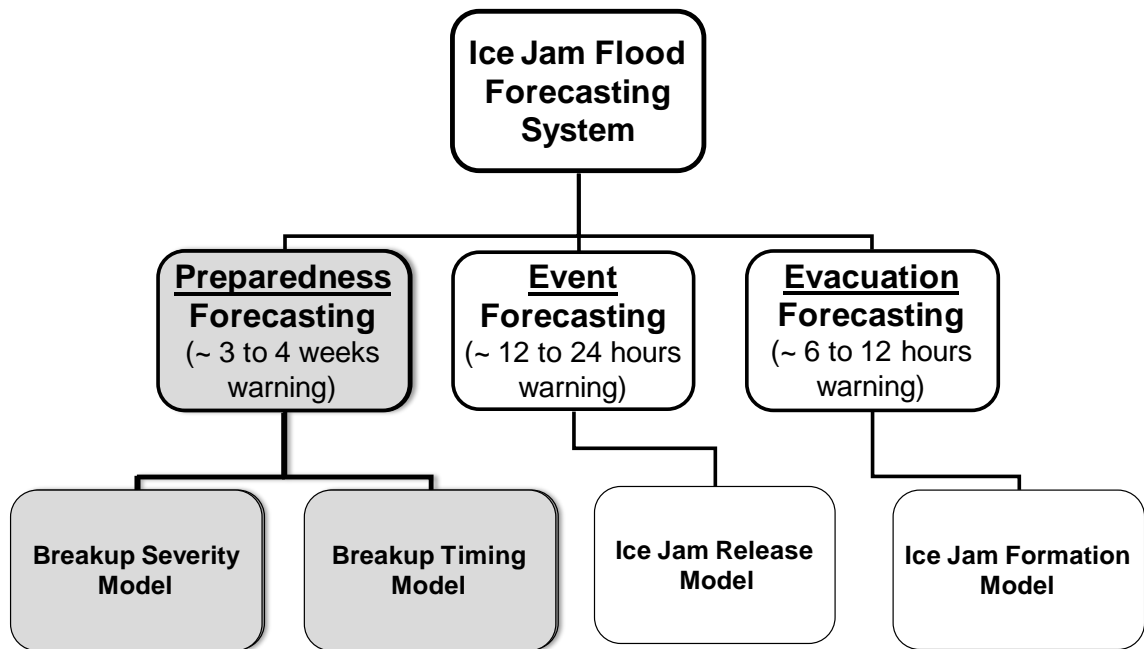 Ice Jam Flood
Forecasting
System
Preparedness
Forecasting
(~ 3 to 4 weeks
warning)
Event
Forecasting
(~ 12 to 24 hours
warning)
Evacuation
Forecasting
(~ 6 to 12 hours
warning)
Breakup Severity
Model
Breakup Timing
Model
Ice Jam Release
Model
Ice Jam Formation
Model